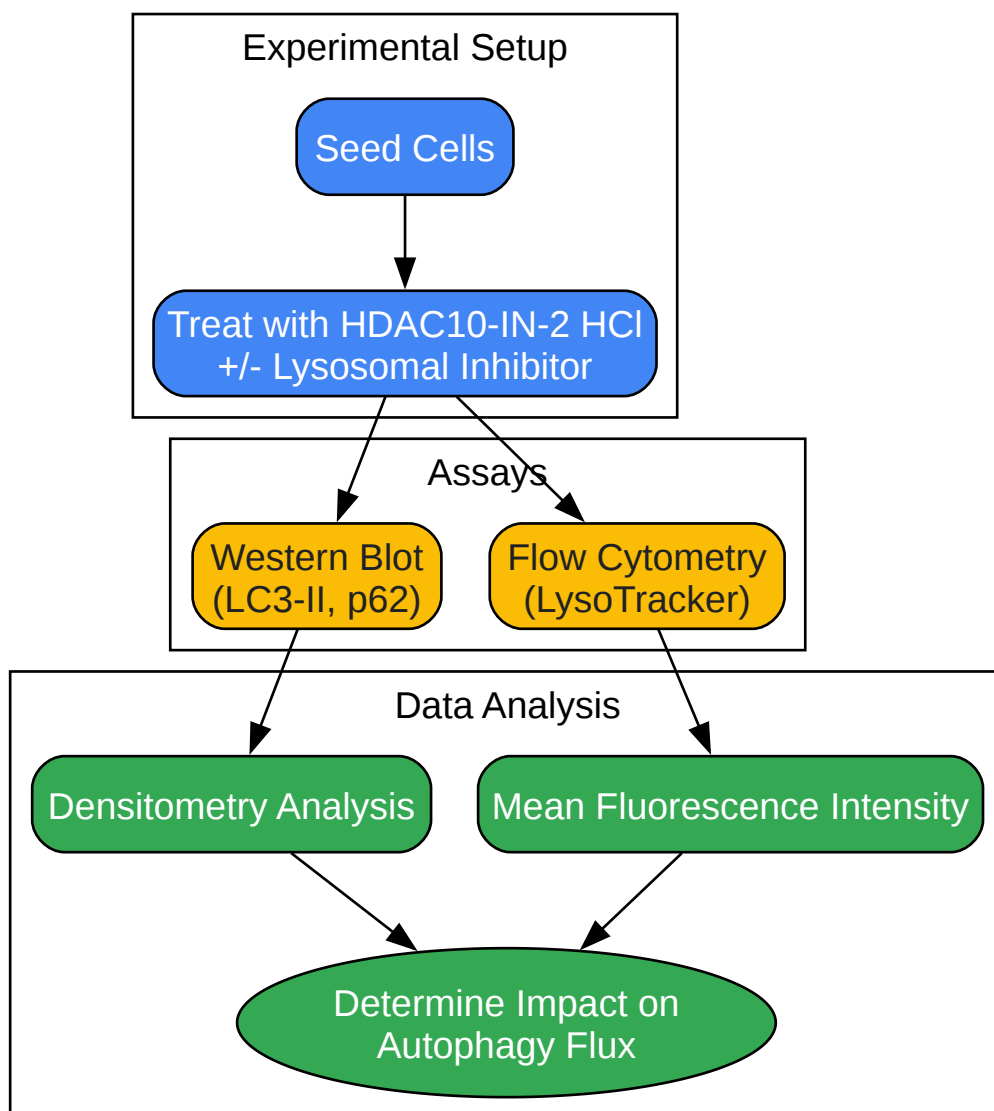 Experimental Setup
Seed Cells
Treat with HDAC10-IN-2 HCl
+/- Lysosomal Inhibitor
Assays
Western Blot
(LC3-II, p62)
Flow Cytometry
(LysoTracker)
Data Analysis
Densitometry Analysis
Mean Fluorescence Intensity
Determine Impact on
Autophagy Flux